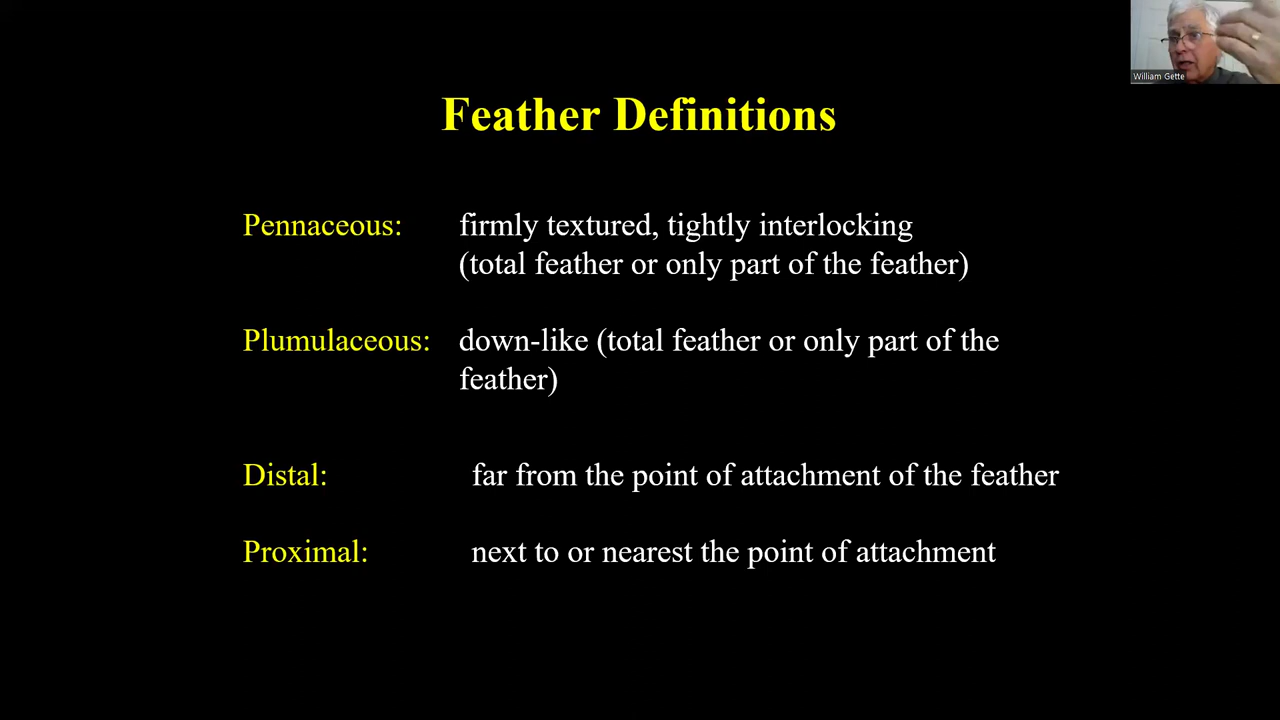 William Gette
Feather Definitions
Pennaceous: firmly textured, tightly interlocking
(total feather or only part of the feather)
Plumulaceous: down-like (total feather or only part of the
feather)
Distal: far from the point of attachment of the feather
Proximal: next to or nearest the point of attachment